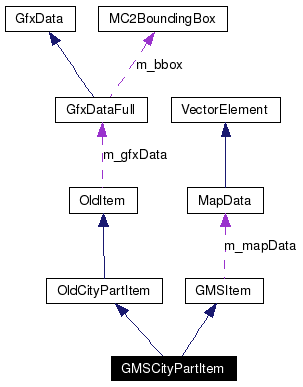 GfxData MC2BoundingBox
m_bbox
GfxDataFull VectorElement
m_gfxData
OldItem MapData
m_mapData
OldCityPartItem GMSItem
GMSCityPartItem